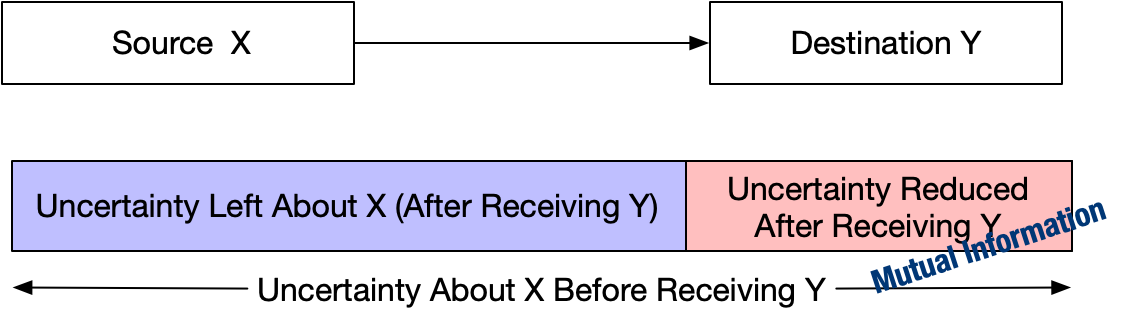 Source X
Destination Y
Uncertainty Left About X (After Receiving Y)
Uncertainty Reduced
After Receiving Y
Mutual Information
Uncertainty About X Before Receiving Y